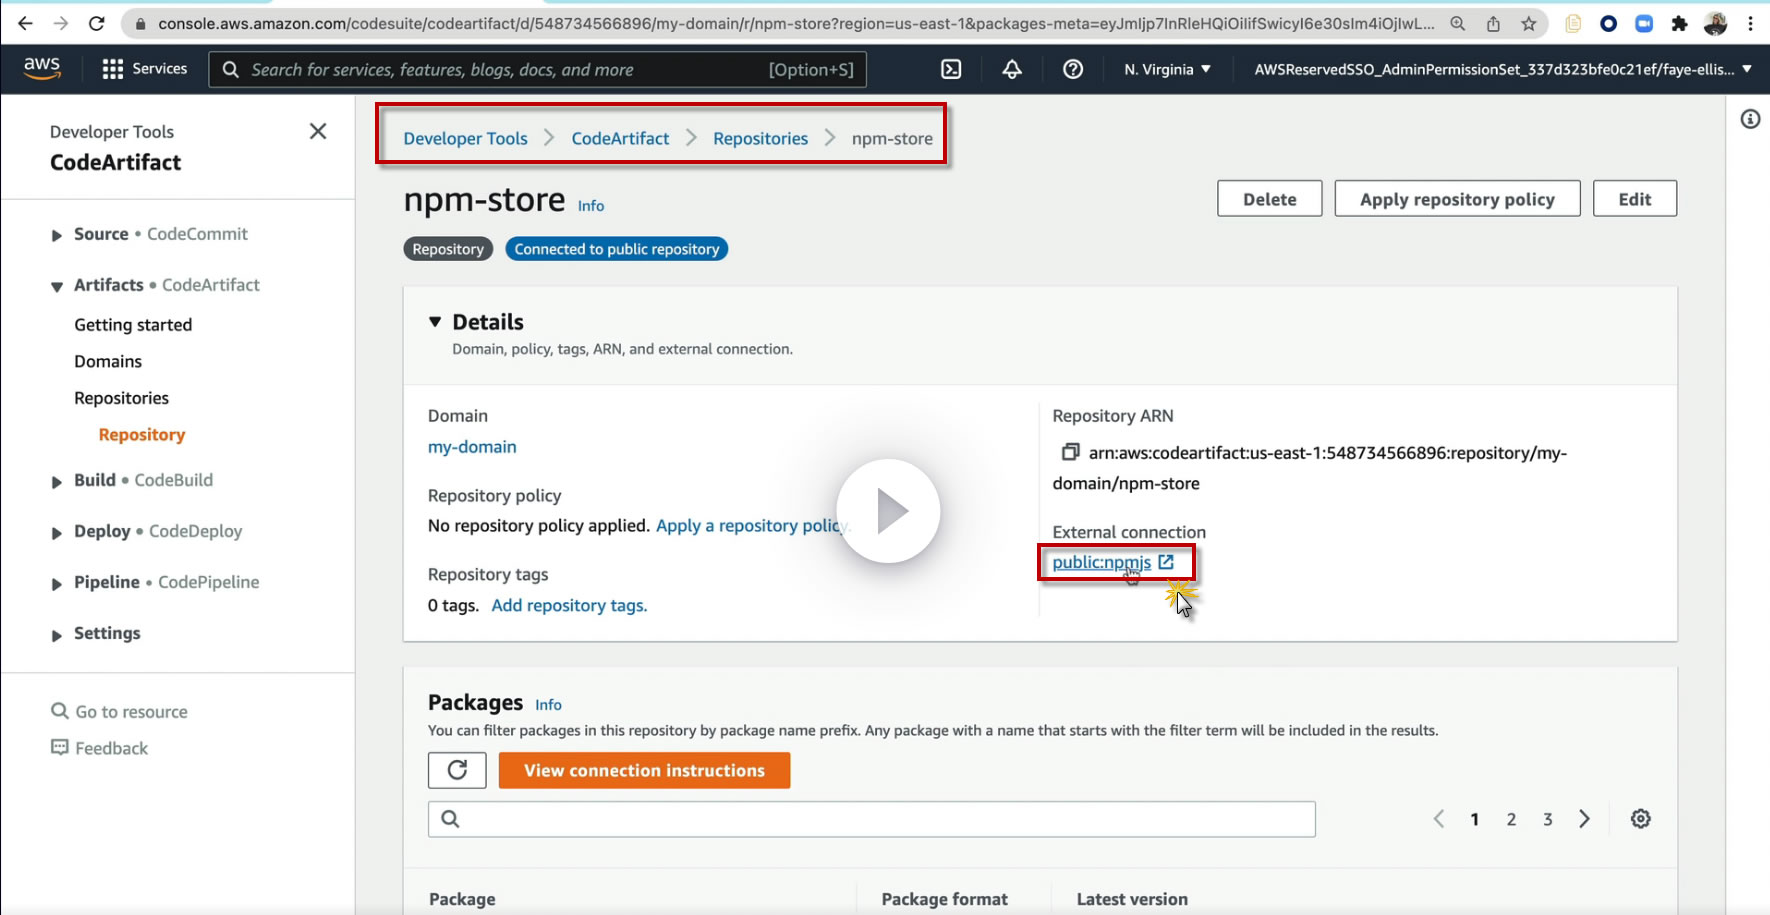 console.aws.amazon.com/codesuite/codeartifact/d/548734566896/my-domain/r/npm-store?region=us-east-1&packages-meta=eyJmIjp7InRleHQiOiIifSwicyI6e30sIm4iOjIwL...
aws
Services
Search for services, features, blogs, docs, and more
[Option+S]
N. Virginia
AWSReservedSSO_AdminPermissionSet_337d323bfe0c21ef/faye-ellis...
Developer Tools
CodeArtifact
Source • CodeCommit
Artifacts • CodeArtifact
Getting started
Domains
Repositories
Repository
Build • CodeBuild
Deploy • CodeDeploy
Pipeline • CodePipeline
Settings
Go to resource
Feedback
Developer Tools > CodeArtifact > Repositories > npm-store
npm-store Info
Delete
Apply repository policy
Edit
Repository
Connected to public repository
Details
Domain, policy, tags, ARN, and external connection.
Domain
my-domain
Repository policy
No repository policy applied. Apply a repository policy.
Repository tags
0 tags. Add repository tags.
Repository ARN
arn:aws:codeartifact:us-east-1:548734566896:repository/my-
domain/npm-store
External connection
public:npmjs
Packages Info
You can filter packages in this repository by package name prefix. Any package with a name that starts with the filter term will be included in the results.
View connection instructions
1 2 3
Package
Package format
Latest version